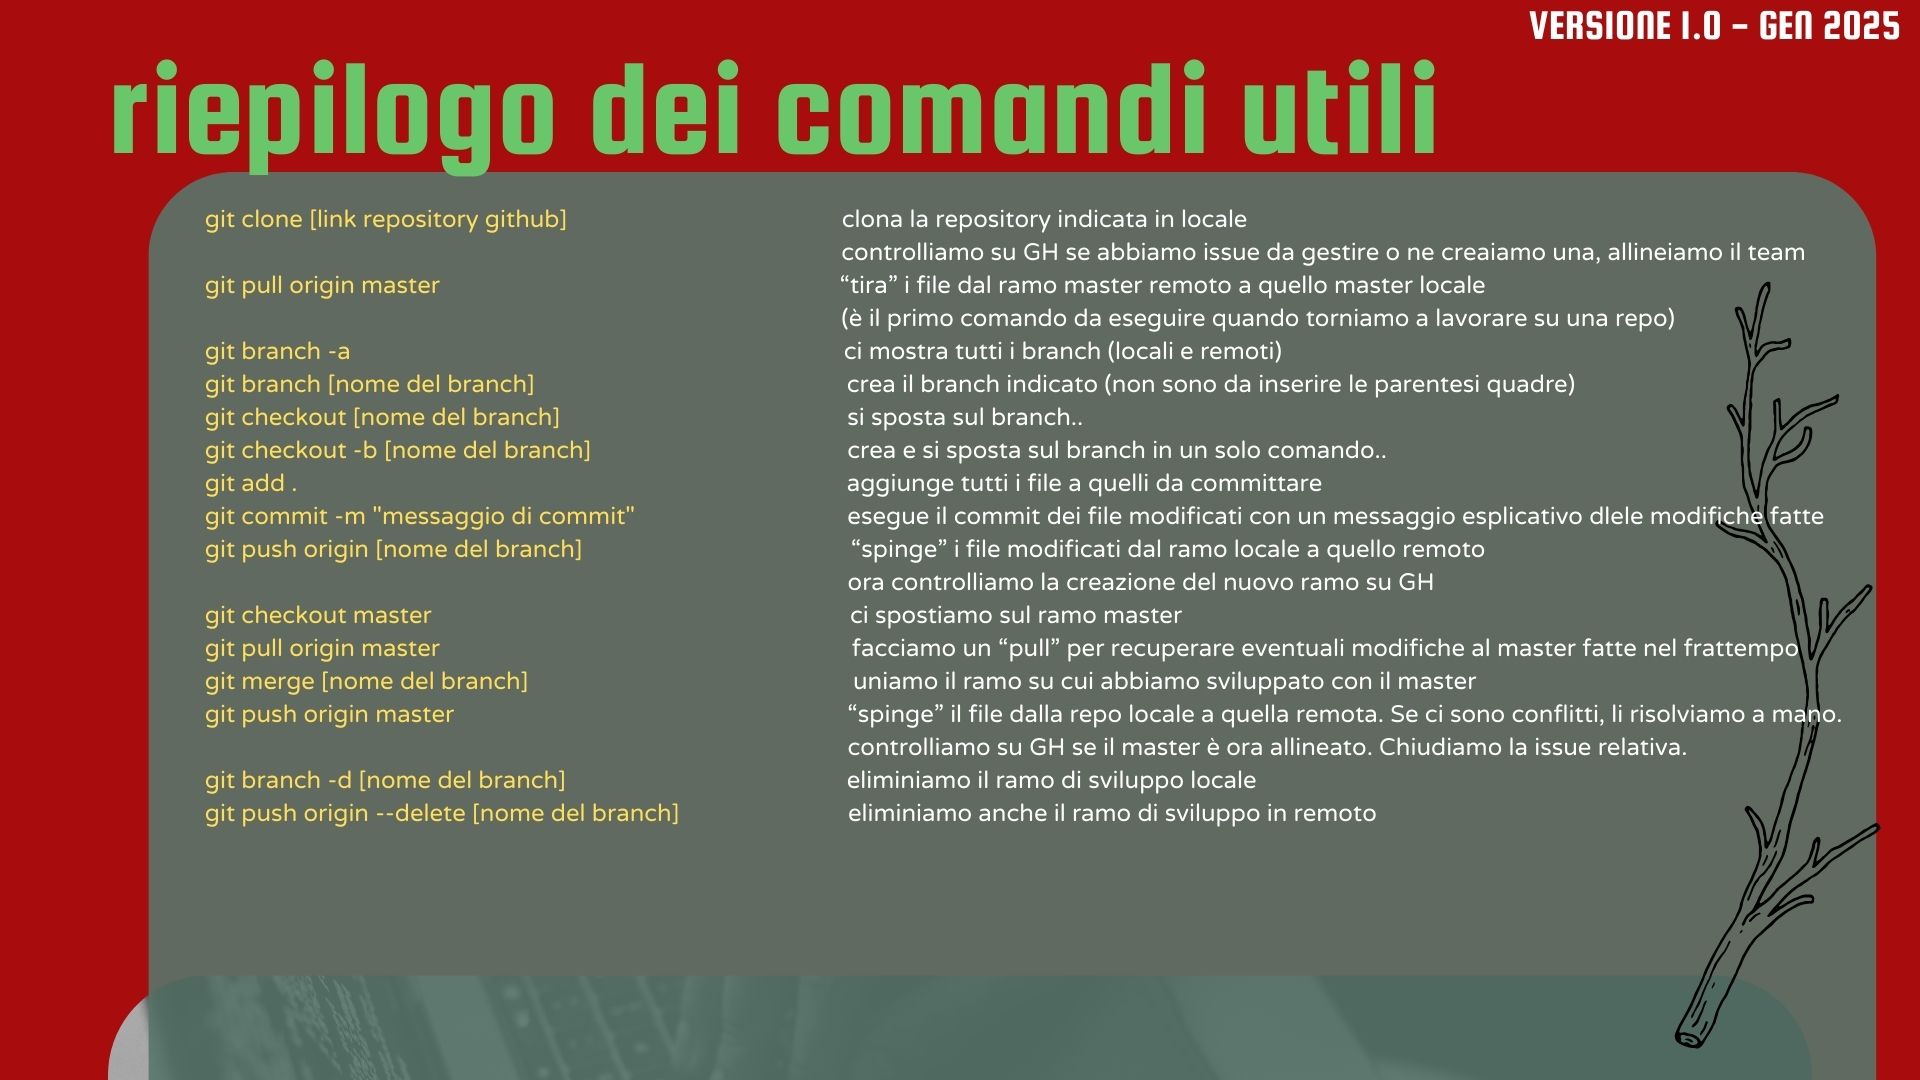 VERSIONE 1.0 - GEN 2025
riepilogo dei comandi utili
git clone [link repository github] clona la repository indicata in locale
controlliamo su GH se abbiamo issue da gestire o ne creaiamo una, allineiamo il team
git pull origin master “tira” i file dal ramo master remoto a quello master locale
(è il primo comando da eseguire quando torniamo a lavorare su una repo)
git branch -a ci mostra tutti i branch (locali e remoti)
git branch [nome del branch] crea il branch indicato (non sono da inserire le parentesi quadre)
git checkout [nome del branch] si sposta sul branch..
git checkout -b [nome del branch] crea e si sposta sul branch in un solo comando..
git add . aggiunge tutti i file a quelli da committare
git commit -m "messaggio di commit" esegue il commit dei file modificati con un messaggio esplicativo dlele modifiche fatte
git push origin [nome del branch] “spinge” i file modificati dal ramo locale a quello remoto
ora controlliamo la creazione del nuovo ramo su GH
git checkout master ci spostiamo sul ramo master
git pull origin master facciamo un “pull” per recuperare eventuali modifiche al master fatte nel frattempo
git merge [nome del branch] uniamo il ramo su cui abbiamo sviluppato con il master
git push origin master “spinge” il file dalla repo locale a quella remota. Se ci sono conflitti, li risolviamo a mano.
controlliamo su GH se il master è ora allineato. Chiudiamo la issue relativa.
git branch -d [nome del branch] eliminiamo il ramo di sviluppo locale
git push origin --delete [nome del branch] eliminiamo anche il ramo di sviluppo in remoto